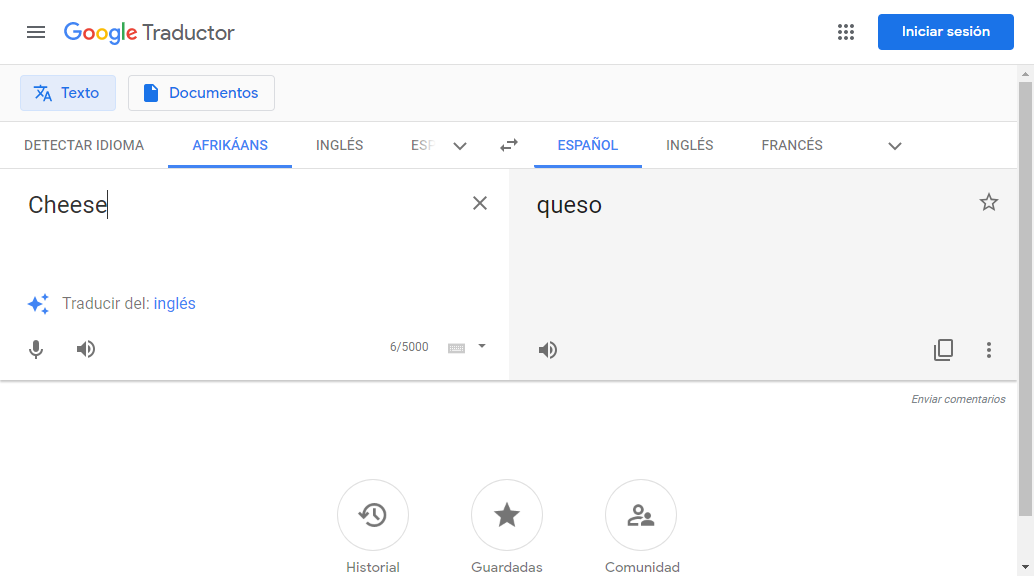 Google Traductor
Iniciar sesión
Texto
Documentos
DETECTAR IDIOMA AFRIKÁANS INGLÉS ESP
ESPAÑOL INGLÉS FRANCÉS
Cheese
queso
Traducir del: inglés
6/5000
Enviar comentarios
Historial
Guardadas
Comunidad